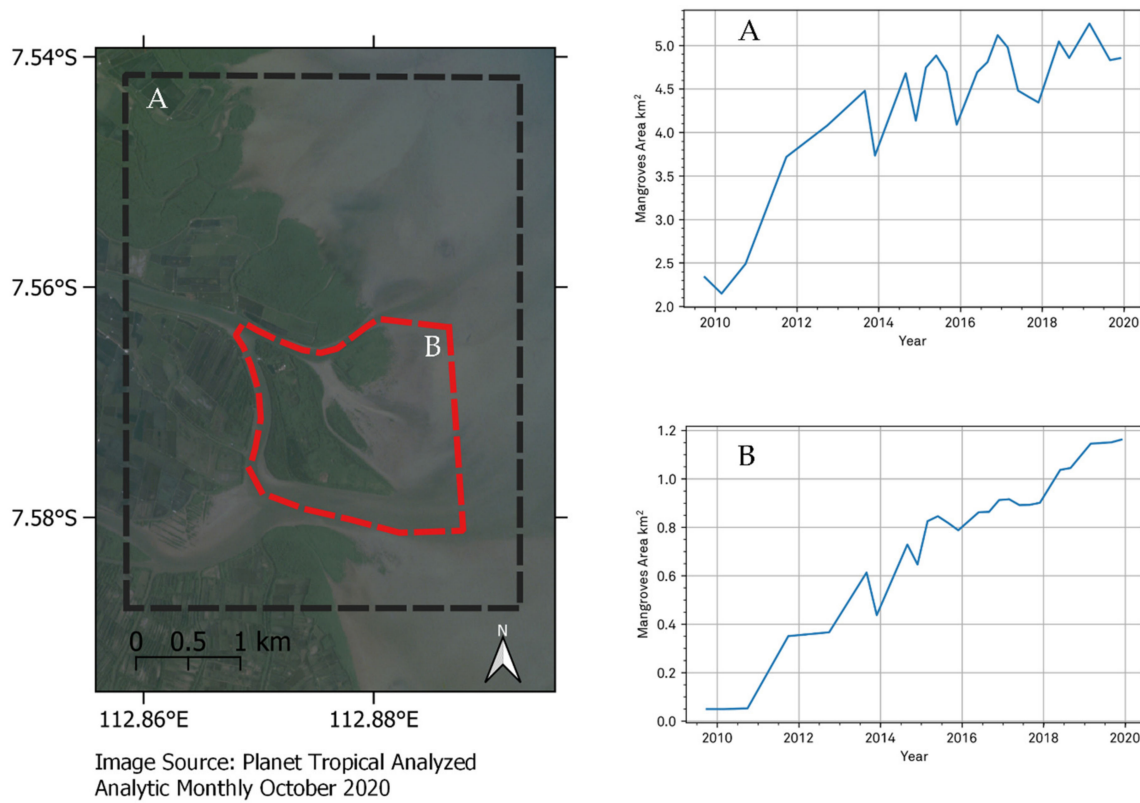 7.54°S
7.56°S
7.58°S
A
B
0 0.5 1 km
N
112.86°E 112.88°E
Image Source: Planet Tropical Analyzed
Analytic Monthly October 2020
A
Mangroves Area km²
5.0
4.5
4.0
3.5
3.0
2.5
2.0
2010 2012 2014 2016 2018 2020
Year
B
Mangroves Area km²
1.2
1.0
0.8
0.6
0.4
0.2
0.0
2010 2012 2014 2016 2018 2020
Year